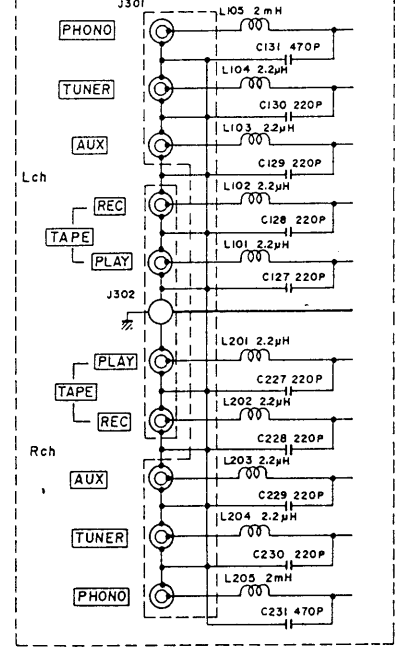 J301
L105 2mH
PHONO
C131 470P
L104 2.2μH
TUNER
C130 220P
L103 2.2μH
AUX
C129 220P
Lch
L102 2.2μH
REC
C128 220P
TAPE
L101 2.2μH
PLAY
C127 220P
J302
L201 2.2μH
PLAY
C227 220P
TAPE
L202 2.2μH
REC
C228 220P
Rch
L203 2.2μH
AUX
C229 220P
L204 2.2μH
TUNER
C230 220P
L205 2mH
PHONO
C231 470P